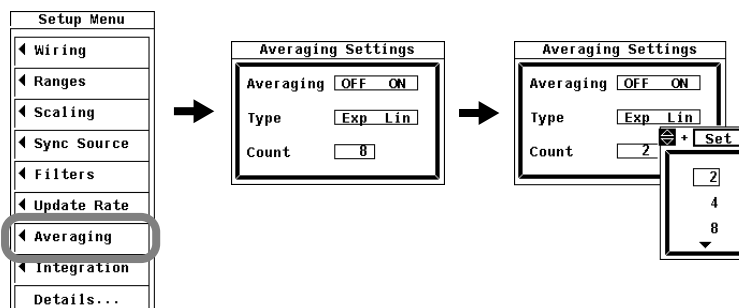 Setup Menu
Wiring
Ranges
Scaling
Sync Source
Filters
Update Rate
Averaging
Integration
Details...
Averaging Settings
Averaging OFF ON
Type Exp Lin
Count 8
Averaging Settings
Averaging OFF ON
Type Exp Lin
Count 2
+ Set
2
4
8